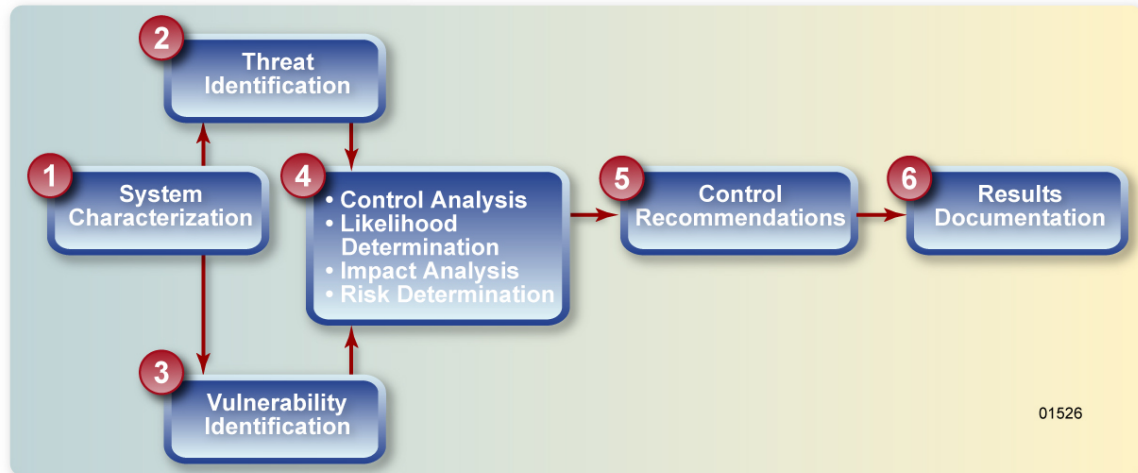 1
System
Characterization
2
Threat
Identification
3
Vulnerability
Identification
4
• Control Analysis
• Likelihood
Determination
• Impact Analysis
• Risk Determination
5
Control
Recommendations
6
Results
Documentation
01526